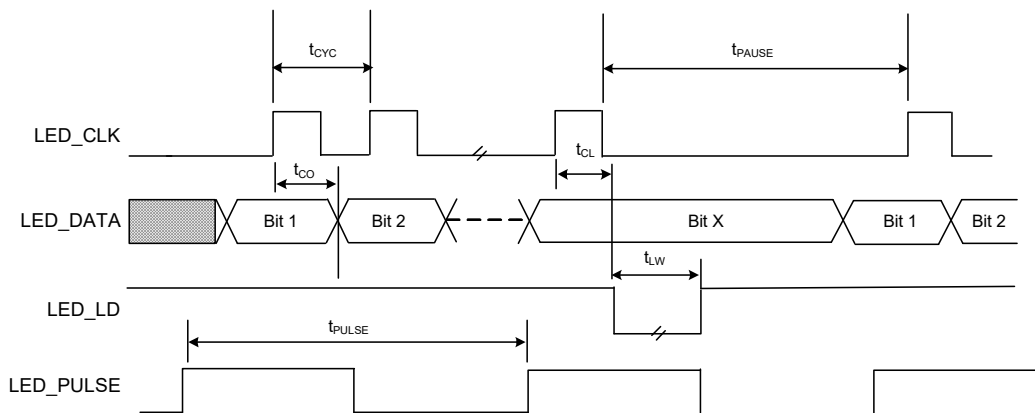 tCYC
tPAUSE
LED_CLK
tCO
tCL
LED_DATA
Bit 1
Bit 2
Bit X
Bit 1
Bit 2
tLW
LED_LD
tPULSE
LED_PULSE